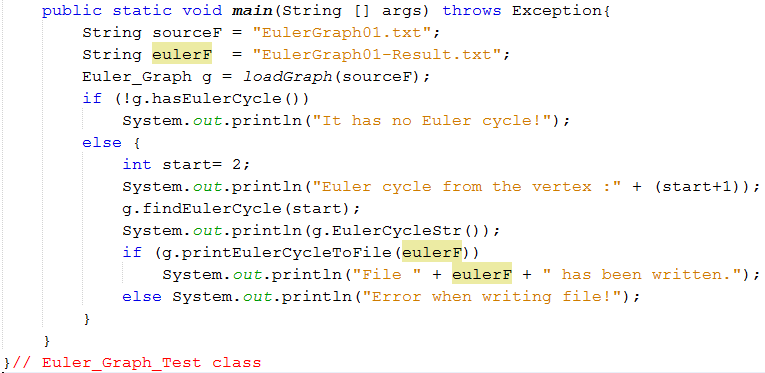 public static void main(String [] args) throws Exception{
String sourceF = "EulerGraph01.txt";
String eulerF  = "EulerGraph01-Result.txt";
Euler_Graph g = loadGraph(sourceF);
if (!g.hasEulerCycle())
System.out.println("It has no Euler cycle!");
else {
int start= 2;
System.out.println("Euler cycle from the vertex :" + (start+1));
g.findEulerCycle(start);
System.out.println(g.EulerCycleStr());
if (g.printEulerCycleToFile(eulerF))
System.out.println("File " + eulerF + " has been written.");
else System.out.println("Error when writing file!");
}
}
}// Euler_Graph_Test class